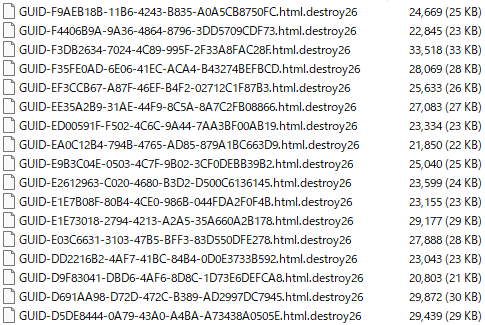 GUID-F9AEB18B-11B6-4243-B835-A0A5CB8750FC.html.destroy26 24,669 (25 KB)
GUID-F4406B9A-9A36-4864-8796-3DD5709CDF73.html.destroy26 22,845 (23 KB)
GUID-F3DB2634-7024-4C89-995F-2F33A8FAC28F.html.destroy26 33,518 (33 KB)
GUID-F35FE0AD-6E06-41EC-ACA4-B43274BEFBCD.html.destroy26 28,069 (28 KB)
GUID-EF3CCB67-A87F-46EF-B4F2-02712C1F87B3.html.destroy26 25,633 (26 KB)
GUID-EE35A2B9-31AE-44F9-8C5A-8A7C2FB08866.html.destroy26 27,083 (27 KB)
GUID-ED00591F-F502-4C6C-9A44-7AA3BF00AB19.html.destroy26 23,334 (23 KB)
GUID-EA0C12B4-794B-4765-AD85-879A1BC663D9.html.destroy26 21,850 (22 KB)
GUID-E9B3C04E-0503-4C7F-9B02-3CF0DEBB39B2.html.destroy26 25,040 (25 KB)
GUID-E2612963-C020-4680-B3D2-D500C6136145.html.destroy26 23,599 (24 KB)
GUID-E1E7B08F-80B4-4CE0-986B-044FDA2F0F4B.html.destroy26 23,155 (23 KB)
GUID-E1E73018-2794-4213-A2A5-35A660A2B178.html.destroy26 29,177 (29 KB)
GUID-E03C6631-3103-47B5-BFF3-83D550DFE278.html.destroy26 27,888 (28 KB)
GUID-DD2216B2-4AF7-41BC-84B4-0D0E3733B592.html.destroy26 23,043 (23 KB)
GUID-D9F83041-DBD6-4AF6-8D8C-1D73E6DEFCA8.html.destroy26 20,803 (21 KB)
GUID-D691AA98-D72D-472C-B389-AD2997DC7945.html.destroy26 29,872 (30 KB)
GUID-D5DE8444-0A79-43A0-A4BA-A73438A0505E.html.destroy26 29,439 (29 KB)